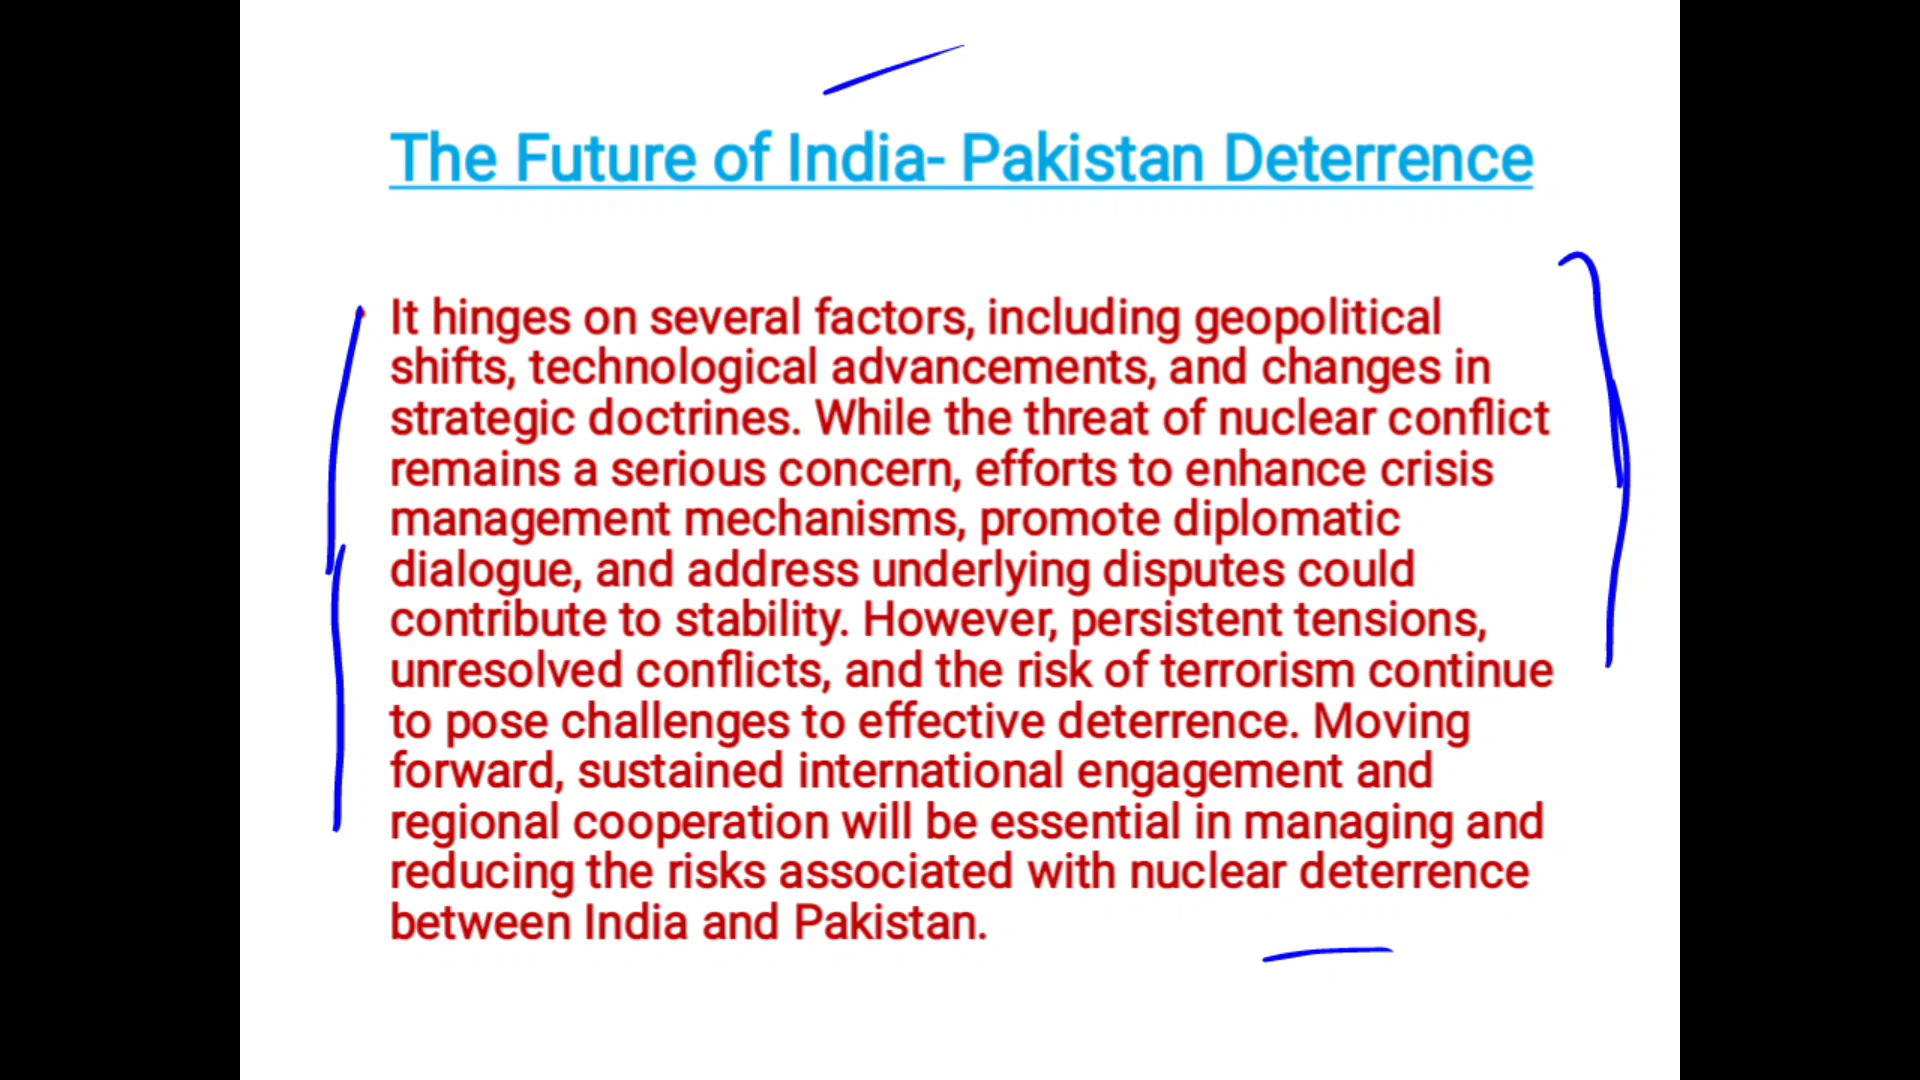 The Future of India- Pakistan Deterrence
It hinges on several factors, including geopolitical
shifts, technological advancements, and changes in
strategic doctrines. While the threat of nuclear conflict
remains a serious concern, efforts to enhance crisis
management mechanisms, promote diplomatic
dialogue, and address underlying disputes could
contribute to stability. However, persistent tensions,
unresolved conflicts, and the risk of terrorism continue
to pose challenges to effective deterrence. Moving
forward, sustained international engagement and
regional cooperation will be essential in managing and
reducing the risks associated with nuclear deterrence
between India and Pakistan.